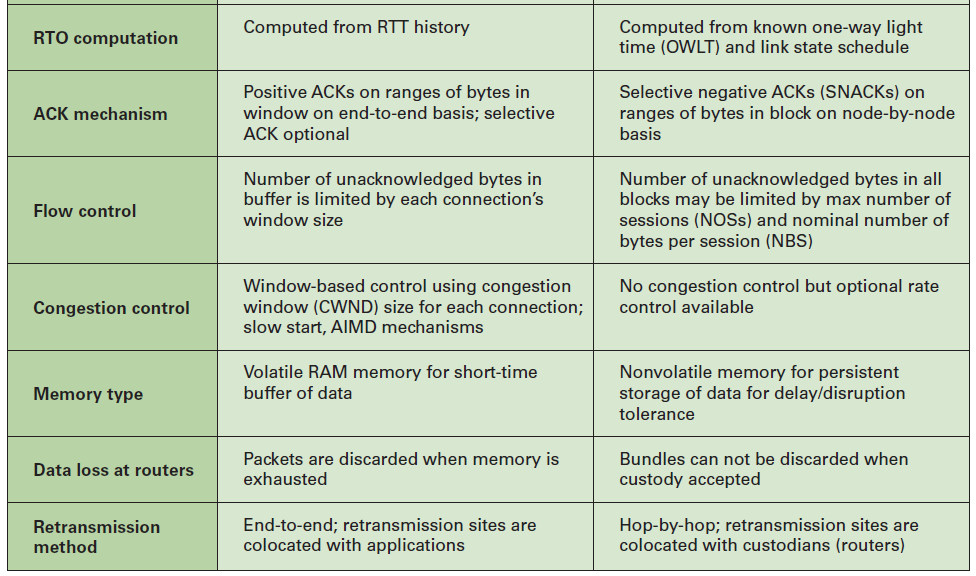 RTO computation
Computed from RTT history
Computed from known one-way light
time (OWLT) and link state schedule
ACK mechanism
Positive ACKs on ranges of bytes in
window on end-to-end basis; selective
ACK optional
Selective negative ACKs (SNACKs) on
ranges of bytes in block on node-by-node
basis
Flow control
Number of unacknowledged bytes in
buffer is limited by each connection’s
window size
Number of unacknowledged bytes in all
blocks may be limited by max number of
sessions (NOSs) and nominal number of
bytes per session (NBS)
Congestion control
Window-based control using congestion
window (CWND) size for each connection;
slow start, AIMD mechanisms
No congestion control but optional rate
control available
Memory type
Volatile RAM memory for short-time
buffer of data
Nonvolatile memory for persistent
storage of data for delay/disruption
tolerance
Data loss at routers
Packets are discarded when memory is
exhausted
Bundles can not be discarded when
custody accepted
Retransmission
method
End-to-end; retransmission sites are
colocated with applications
Hop-by-hop; retransmission sites are
colocated with custodians (routers)